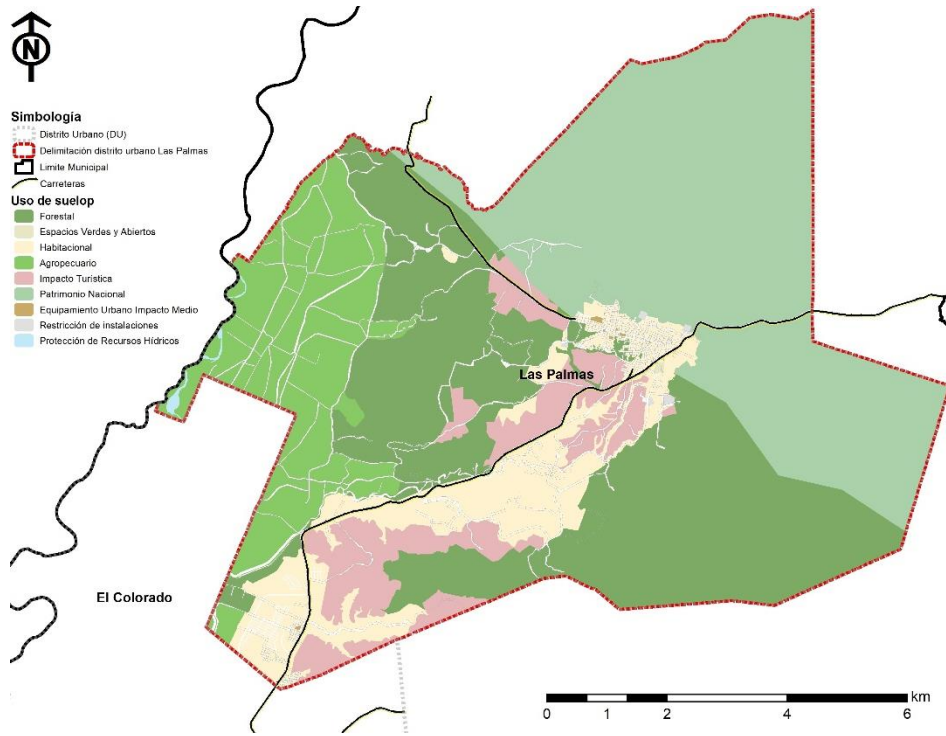 N
Simbología
Distrito Urbano (DU)
Delimitación distrito urbano Las Palmas
Limite Municipal
Carreteras
Uso de suelop
Forestal
Espacios Verdes y Abiertos
Habitacional
Agropecuario
Impacto Turística
Patrimonio Nacional
Equipamiento Urbano Impacto Medio
Restricción de instalaciones
Protección de Recursos Hídricos
Las Palmas
El Colorado
km
0 1 2 4 6